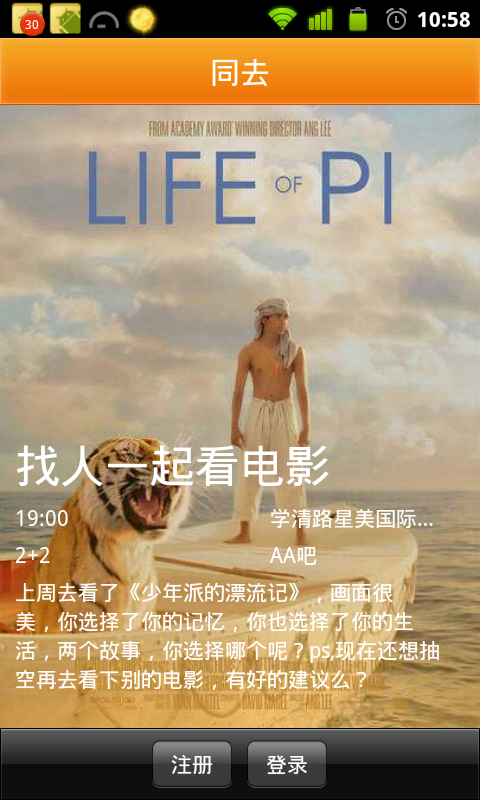 30
10:58
同去
FROM ACADEMY AWARD WINNING DIRECTOR ANG LEE
LIFE OF PI
找人一起看电影
19:00
学清路星美国际...
2+2
AA吧
上周去看了《少年派的漂流记》，画面很
美，你选择了你的记忆，你也选择了你的生
活，两个故事，你选择哪个呢？ps,现在还想抽
空再去看下别的电影，有好的建议么？
注册
登录